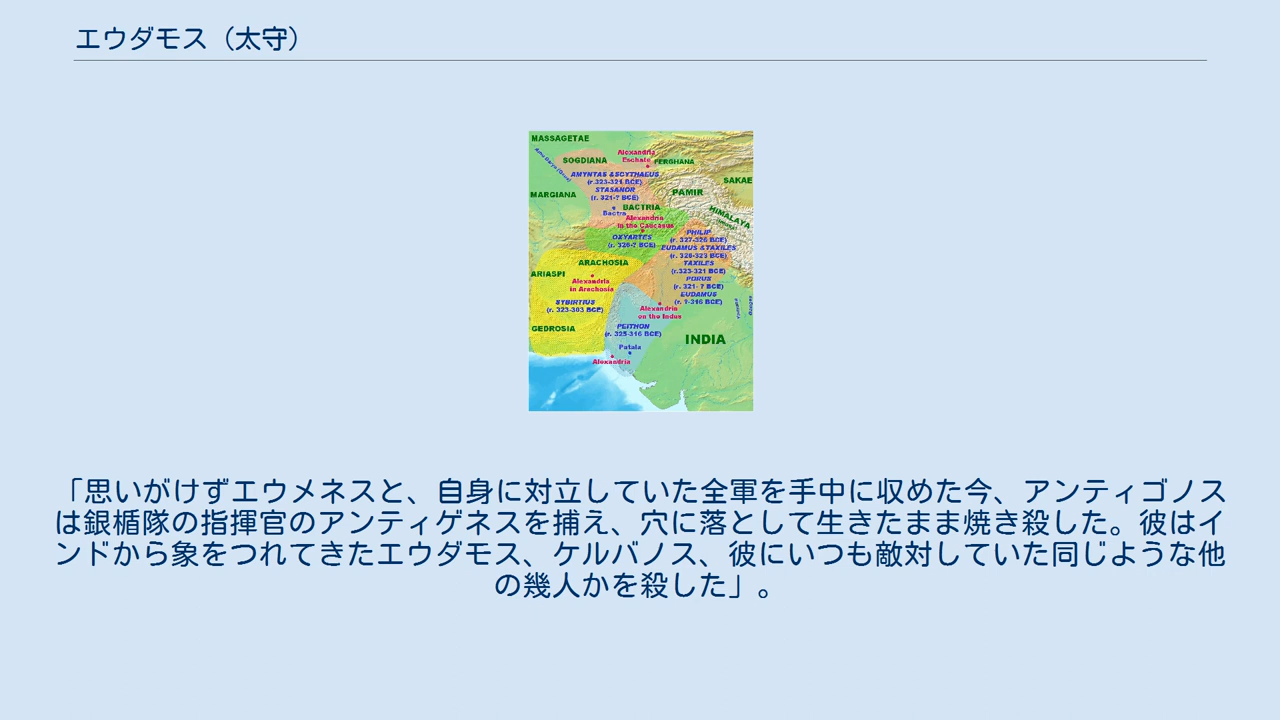 エウダモス（太守）
MASSAGETAE
Alexandria
Eschate
SOGDIANA
FERGHANA
AMYNTAS & SCYTHAEUS
(r.323-321 BCE)
STASANOR
(r. 321-? BCE)
SAKAE
MARGIANA
PAMIR
BACTRIA
Bactra
HIMALAYA
Alexandria
in the Caucasus
OXYARTES
(r. 326-? BCE)
PHILIP
(r. 327-326 BCE)
EUDAMUS & TAXILES
(r. 326-323 BCE)
TAXILES
(r.323-321 BCE)
PORUS
(r. 321- ? BCE)
EUDAMUS
(r. ?-316 BCE)
ARACHOSIA
ARIASPI
Alexandria
in Arachosia
SYBIRTIUS
(r. 323-303 BCE)
Alexandria
on the Indus
GEDROSIA
PEITHON
(r. 325-316 BCE)
INDIA
Patala
Alexandria
「思いがけずエウメネスと、自身に対立していた全軍を手中に収めた今、アンティゴノス
は銀楯隊の指揮官のアンティゲネスを捕え、穴に落として生きたまま焼き殺した。彼はイ
ンドから象をつれてきたエウダモス、ケルバノス、彼にいつも敵対していた同じような他
の幾人かを殺した」。